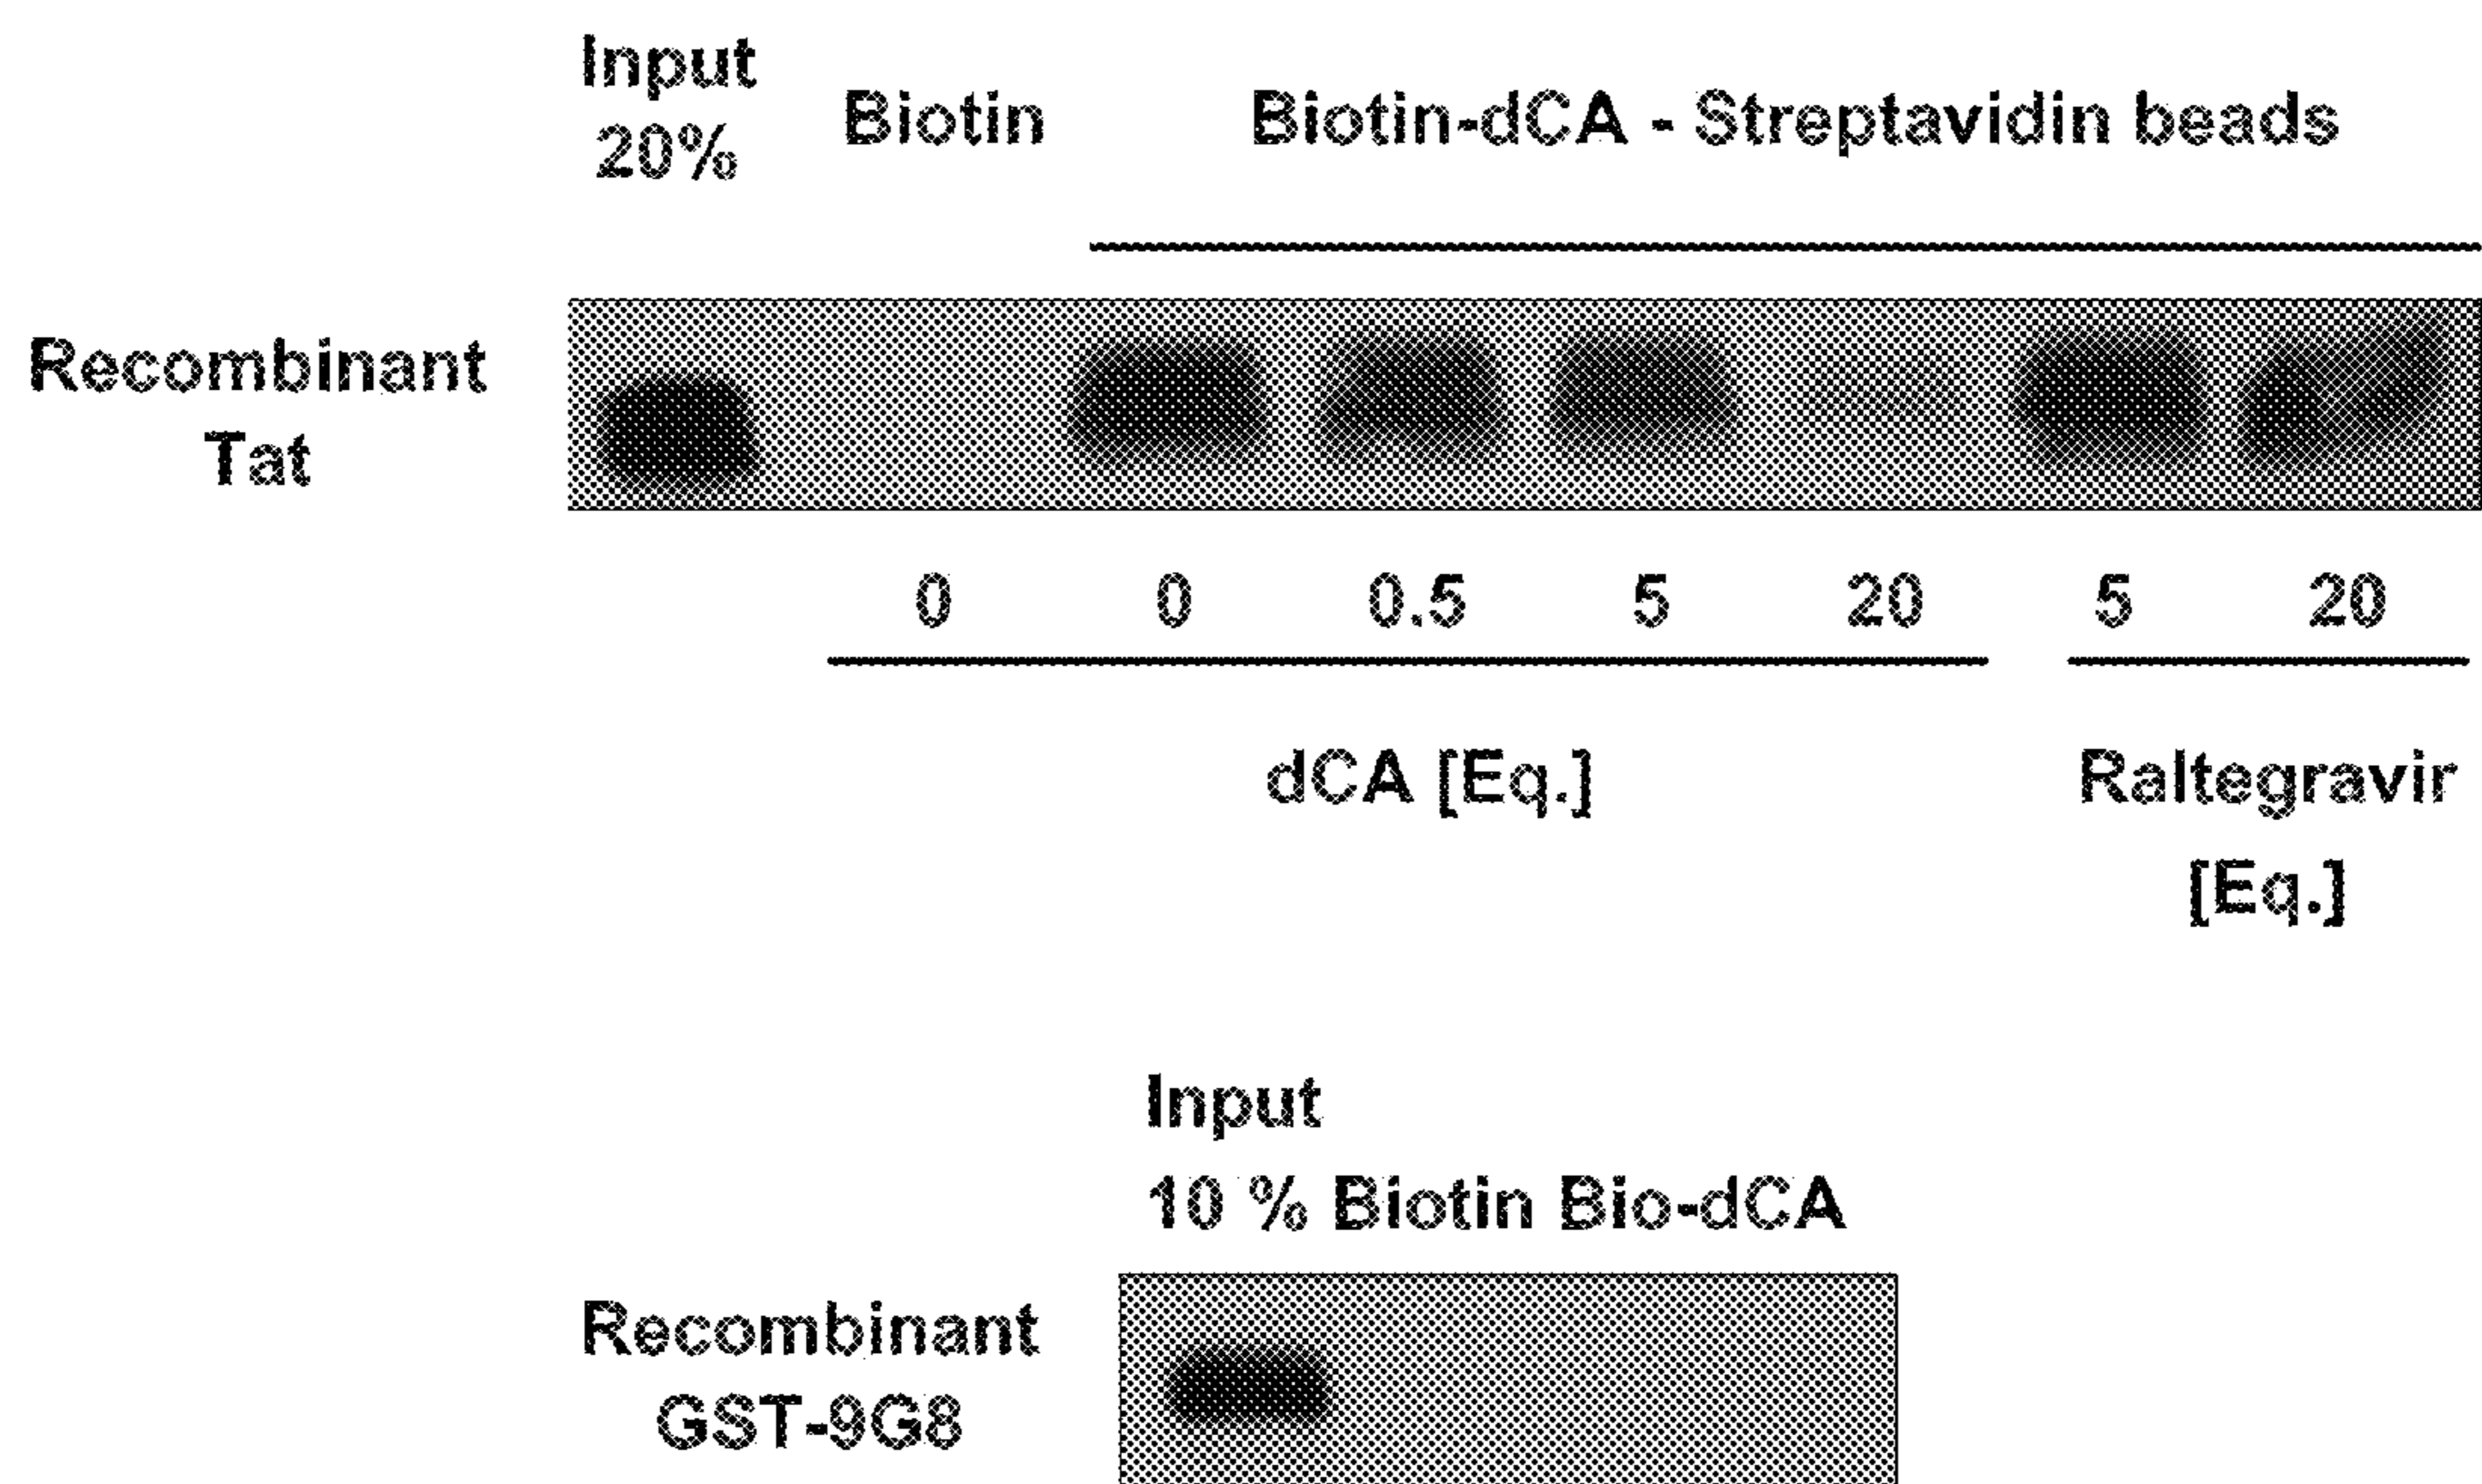 Input
20%
Biotin
Biotin-dCA - Streptavidin beads
Recombinant
Tat
0 0 0.5 5 20 5 20
dCA [Eq.]
Raltegravir
[Eq.]
Input
10 % Biotin Bio-dCA
Recombinant
GST-9G8